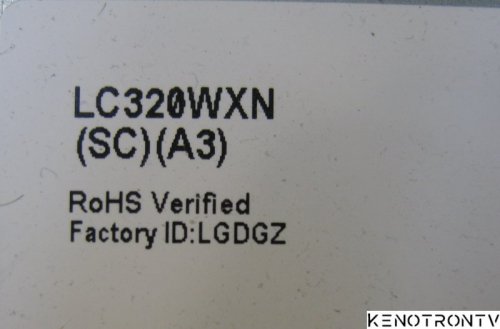 LC320WXN
(SC)(A3)
RoHS Verified
Factory ID:LGDGZ
KENOTRONTV